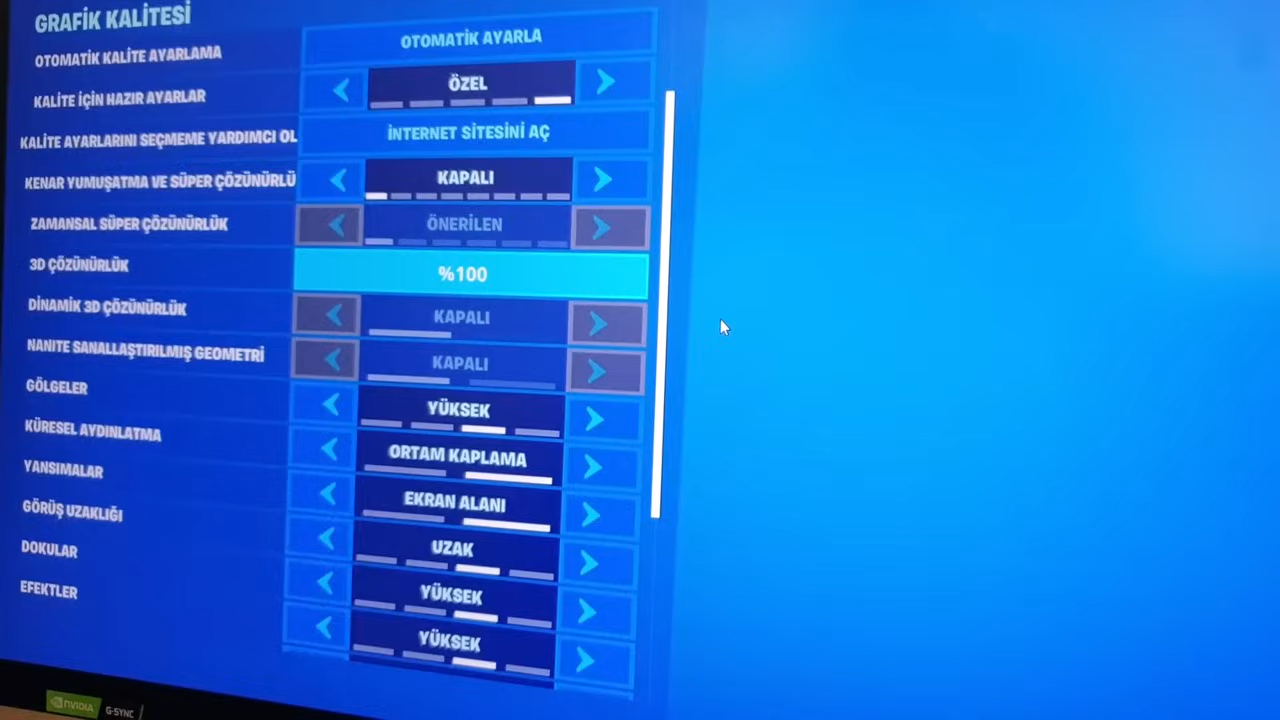 GRAFİK KALİTESİ
OTOMATİK KALİTE AYARLAMA
OTOMATİK AYARLA
KALİTE İÇİN HAZIR AYARLAR
ÖZEL
KALİTE AYARLARINI SEÇMEME YARDIMCI OL
İNTERNET SİTESİNİ AÇ
KENAR YUMUŞATMA VE SÜPER ÇÖZÜNÜRLÜ
KAPALI
ZAMANSAL SÜPER ÇÖZÜNÜRLÜK
ÖNERİLEN
3D ÇÖZÜNÜRLÜK
%100
DİNAMİK 3D ÇÖZÜNÜRLÜK
KAPALI
NANITE SANALLAŞTIRILMIŞ GEOMETRİ
KAPALI
GÖLGELER
YÜKSEK
KÜRESEL AYDINLATMA
ORTAM KAPLAMA
YANSIMALAR
EKRAN ALANI
GÖRÜŞ UZAKLIĞI
UZAK
DOKULAR
YÜKSEK
EFEKTLER
YÜKSEK
NVIDIA
G-SYNC